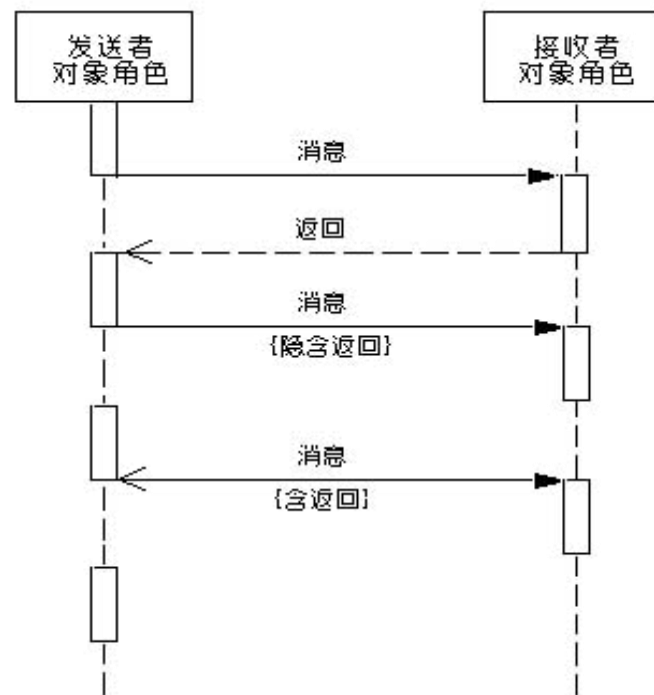 发送者
对象角色
接收者
对象角色
消息
返回
消息
{隐含返回}
消息
{含返回}